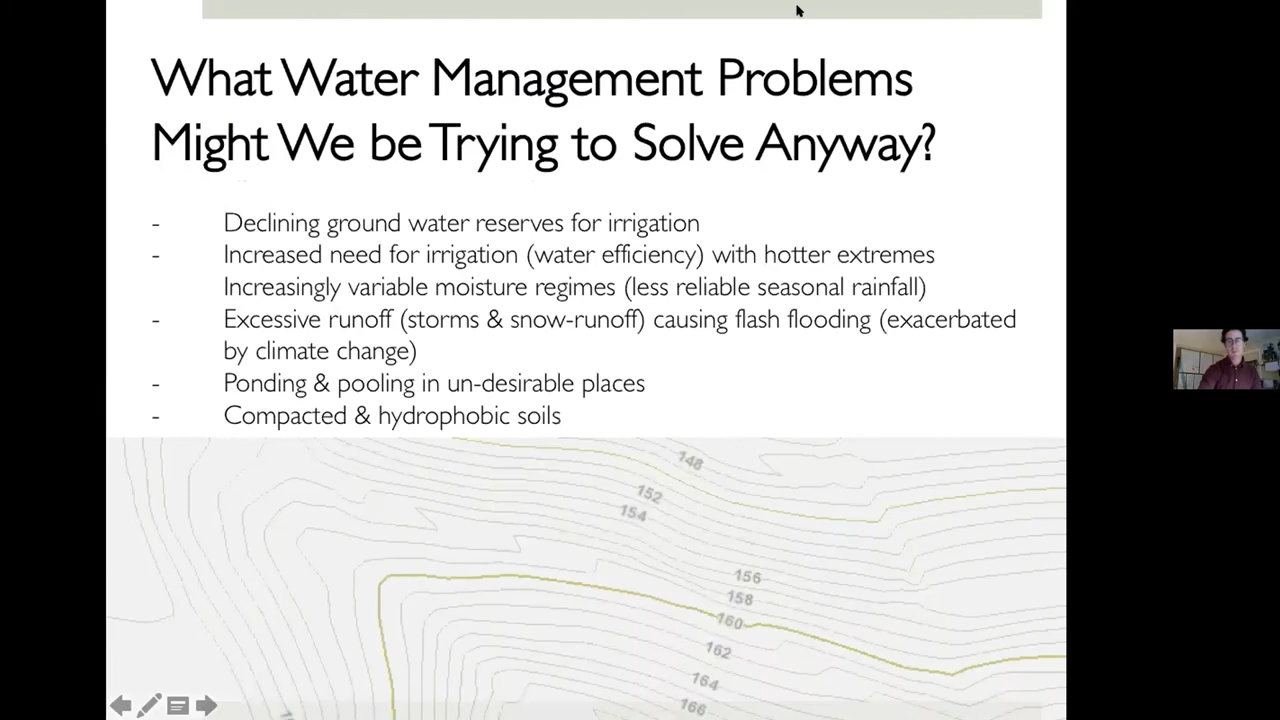 What Water Management Problems
Might We be Trying to Solve Anyway?
- Declining ground water reserves for irrigation
- Increased need for irrigation (water efficiency) with hotter extremes
Increasingly variable moisture regimes (less reliable seasonal rainfall)
- Excessive runoff (storms & snow-runoff) causing flash flooding (exacerbated
by climate change)
- Ponding & pooling in un-desirable places
- Compacted & hydrophobic soils
148
152
154
156
158
160
162
164
166